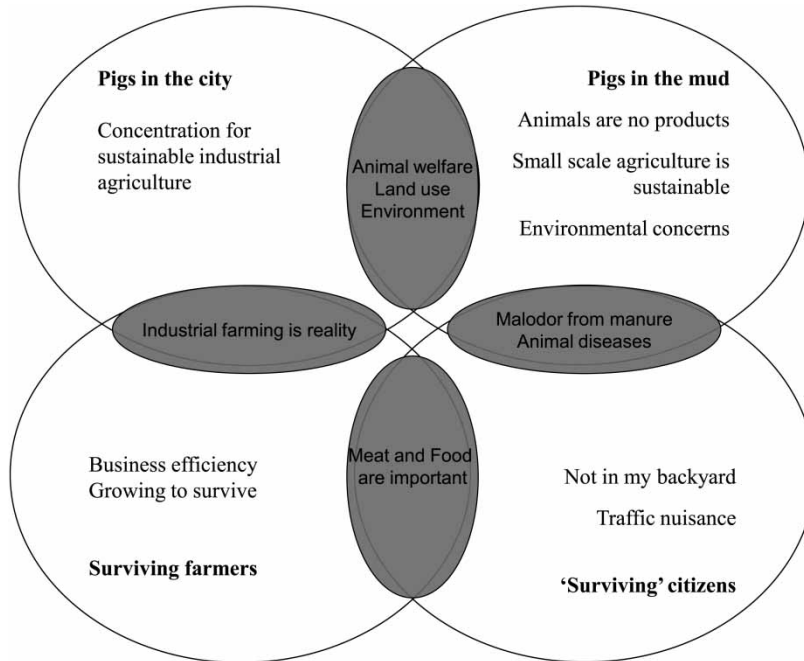 Pigs in the city
Concentration for
sustainable industrial
agriculture
Animal welfare
Land use
Environment
Pigs in the mud
Animals are no products
Small scale agriculture is
sustainable
Environmental concerns
Industrial farming is reality
Malodor from manure
Animal diseases
Business efficiency
Growing to survive
Surviving farmers
Meat and Food
are important
Not in my backyard
Traffic nuisance
‘Surviving’ citizens